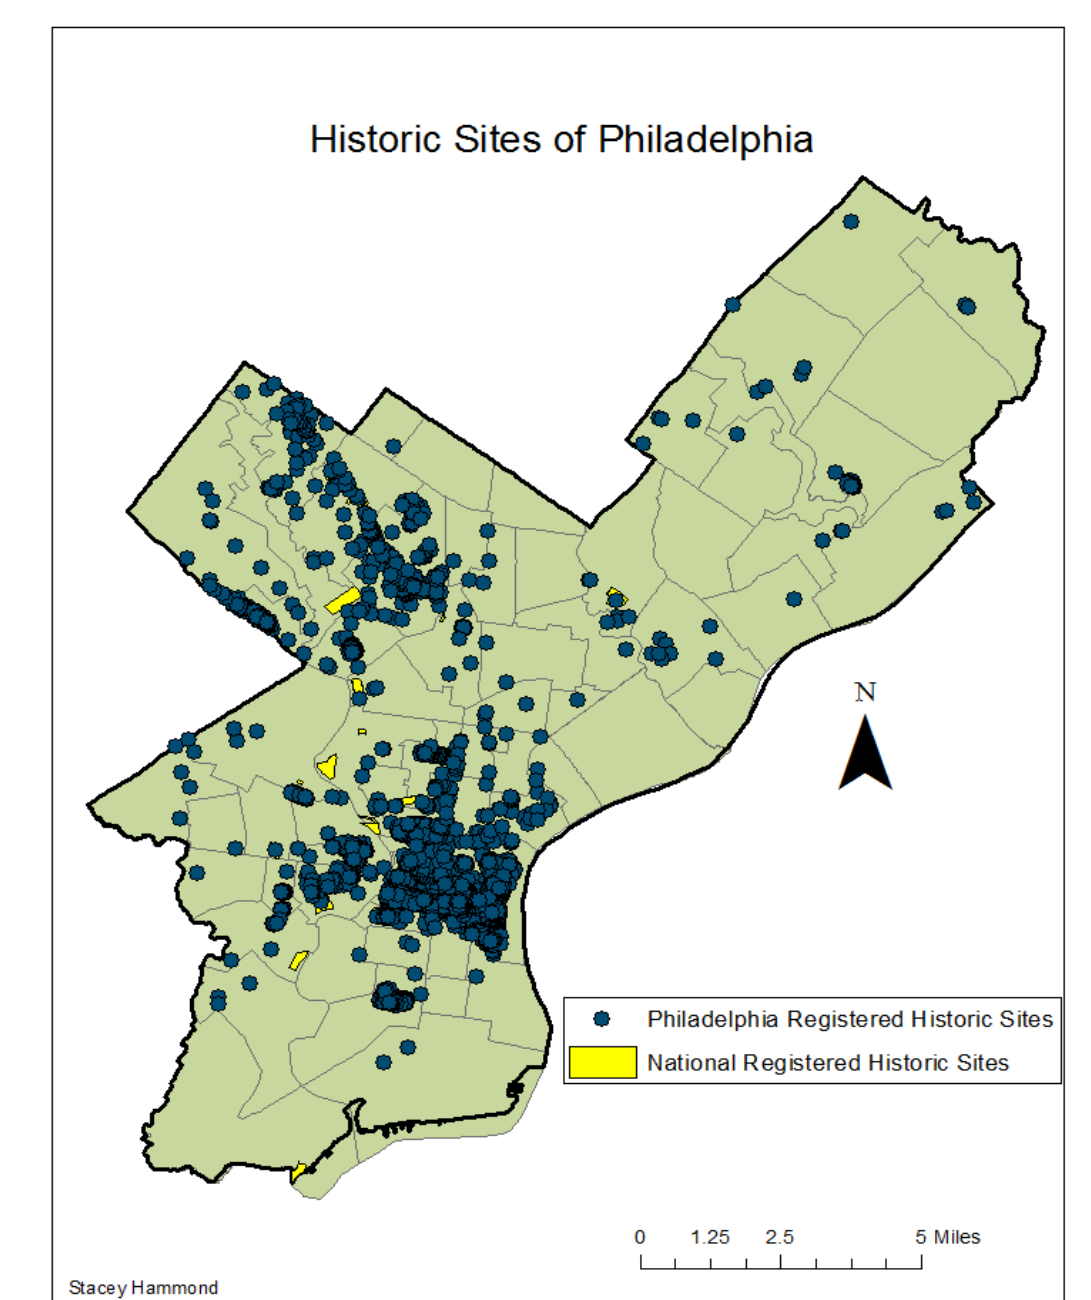 Historic Sites of Philadelphia
N
Philadelphia Registered Historic Sites
National Registered Historic Sites
0 1.25 2.5 5 Miles
Stacey Hammond